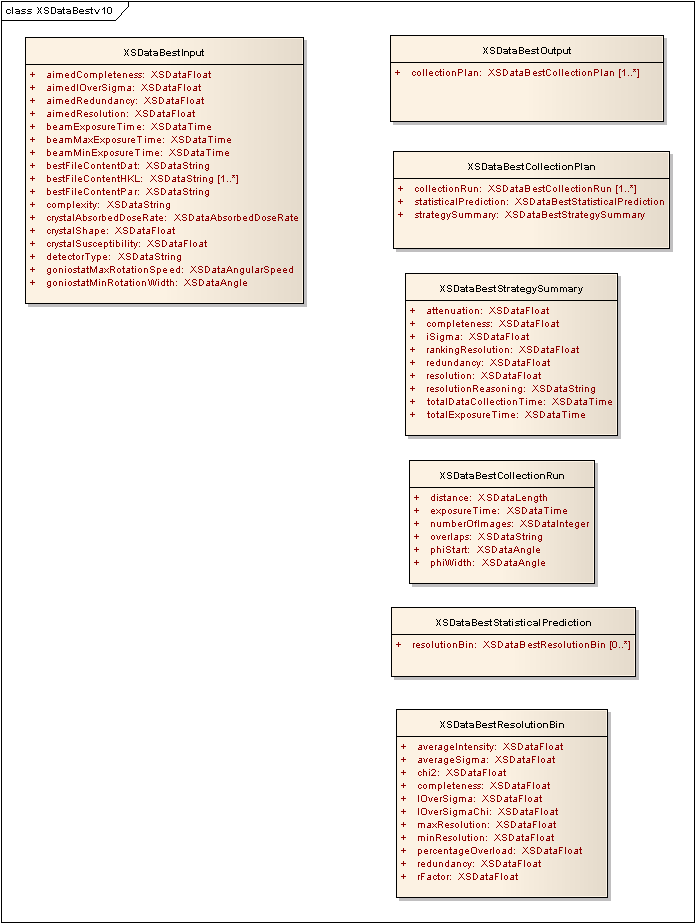 class XSDataBestv10
XSDataBestInput
+ aimedCompleteness: XSDataFloat
+ aimedIOverSigma: XSDataFloat
+ aimedRedundancy: XSDataFloat
+ aimedResolution: XSDataFloat
+ beamExposureTime: XSDataTime
+ beamMaxExposureTime: XSDataTime
+ beamMinExposureTime: XSDataTime
+ bestFileContentDat: XSDataString
+ bestFileContentHKL: XSDataString [1..*]
+ bestFileContentPar: XSDataString
+ complexity: XSDataString
+ crystalAbsorbedDoseRate: XSDataAbsorbedDoseRate
+ crystalShape: XSDataFloat
+ crystalSusceptibility: XSDataFloat
+ detectorType: XSDataString
+ goniostatMaxRotationSpeed: XSDataAngularSpeed
+ goniostatMinRotationWidth: XSDataAngle
XSDataBestOutput
+ collectionPlan: XSDataBestCollectionPlan [1..*]
XSDataBestCollectionPlan
+ collectionRun: XSDataBestCollectionRun [1..*]
+ statisticalPrediction: XSDataBestStatisticalPrediction
+ strategySummary: XSDataBestStrategySummary
XSDataBestStrategySummary
+ attenuation: XSDataFloat
+ completeness: XSDataFloat
+ iSigma: XSDataFloat
+ rankingResolution: XSDataFloat
+ redundancy: XSDataFloat
+ resolution: XSDataFloat
+ resolutionReasoning: XSDataString
+ totalDataCollectionTime: XSDataTime
+ totalExposureTime: XSDataTime
XSDataBestCollectionRun
+ distance: XSDataLength
+ exposureTime: XSDataTime
+ numberOfImages: XSDataInteger
+ overlaps: XSDataString
+ phiStart: XSDataAngle
+ phiWidth: XSDataAngle
XSDataBestStatisticalPrediction
+ resolutionBin: XSDataBestResolutionBin [0..*]
XSDataBestResolutionBin
+ averageIntensity: XSDataFloat
+ averageSigma: XSDataFloat
+ chi2: XSDataFloat
+ completeness: XSDataFloat
+ IOverSigma: XSDataFloat
+ IOverSigmaChi: XSDataFloat
+ maxResolution: XSDataFloat
+ minResolution: XSDataFloat
+ percentageOverload: XSDataFloat
+ redundancy: XSDataFloat
+ rFactor: XSDataFloat